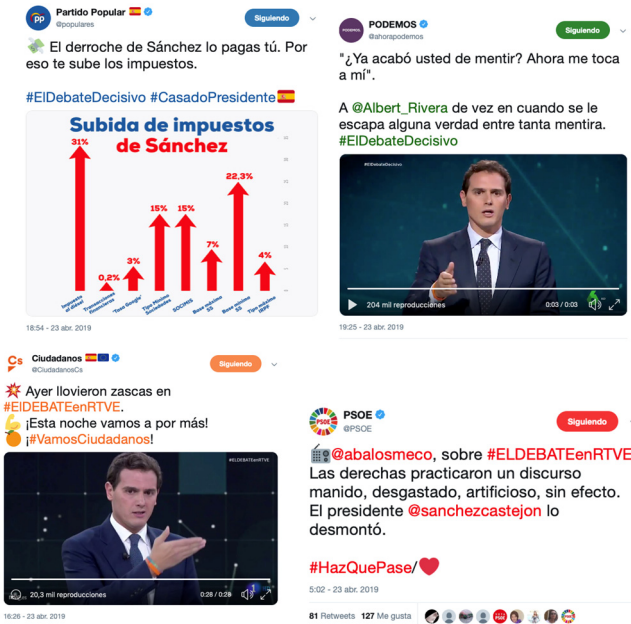 Partido Popular
@populares
Siguiendo
El derroche de Sánchez lo pagas tú. Por
eso te sube los impuestos.
#ElDebateDecisivo #CasadoPresidente
Subida de impuestos
de Sánchez
31%
0,2%
3%
15%
15%
7%
22,3%
4%
Impuesto al diésel
Transacciones financieras
"Tasa Google"
Tipo Mínimo Sociedades
SOCIMIS
Base máxima SS
Base mínima SS
Tipo máximo IRPF
18:54 - 23 abr. 2019
PODEMOS
@ahorapodemos
Siguiendo
"¿Ya acabó usted de mentir? Ahora me toca
a mí".
A @Albert_Rivera de vez en cuando se le
escapa alguna verdad entre tanta mentira.
#ElDebateDecisivo
#ElDebateDecisivo
204 mil reproducciones
0:03 / 0:03
19:25 - 23 abr. 2019
Cs
Ciudadanos
@CiudadanosCs
Siguiendo
Ayer llovieron zascas en
#ElDEBATEenRTVE.
¡Esta noche vamos a por más!
¡#VamosCiudadanos!
#ELDEBATEenRTVE
20,3 mil reproducciones
0:28 / 0:28
1
16:26 - 23 abr. 2019
PSOE
PSOE
@PSOE
Siguiendo
@abalosmeco, sobre #ELDEBATEenRTVE
Las derechas practicaron un discurso
manido, desgastado, artificioso, sin efecto.
El presidente @sanchezcastejon lo
desmontó.
#HazQuePase/
5:02 - 23 abr. 2019
81 Retweets 127 Me gusta